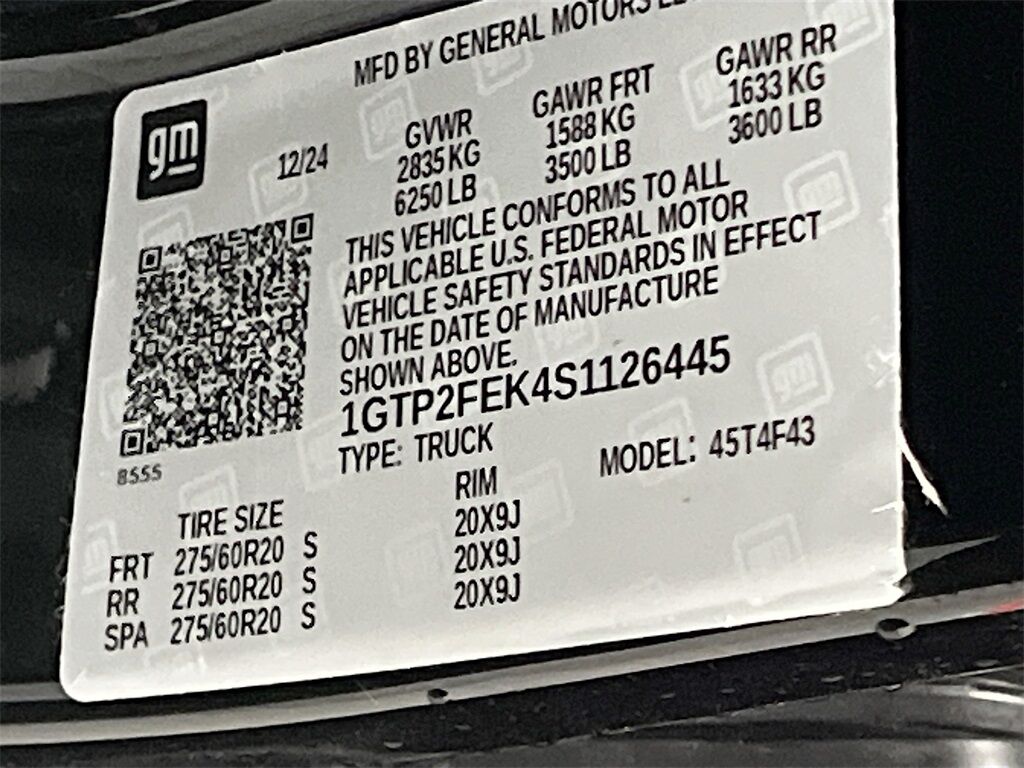 MFD BY GENERAL MOTORS
gm
12/24
GVWR GAWR FRT GAWR RR
2835 KG 1588 KG 1633 KG
6250 LB 3500 LB 3600 LB
THIS VEHICLE CONFORMS TO ALL
APPLICABLE U.S. FEDERAL MOTOR
VEHICLE SAFETY STANDARDS IN EFFECT
ON THE DATE OF MANUFACTURE
SHOWN ABOVE.
1GTP2FEK4S1126445
TYPE: TRUCK MODEL: 45T4F43
8555
TIRE SIZE RIM
FRT 275/60R20 S 20X9J
RR 275/60R20 S 20X9J
SPA 275/60R20 S 20X9J